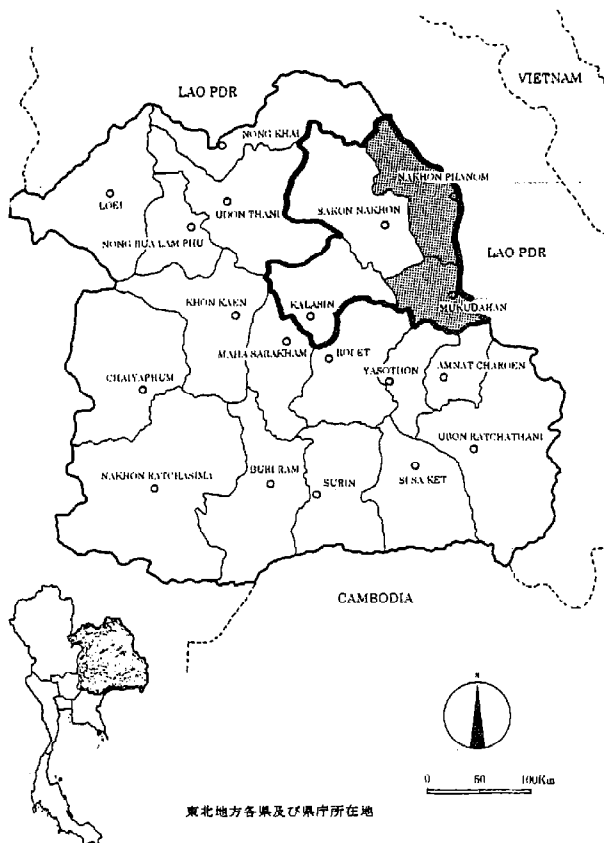 VIETNAM
LAO PDR
NONG KHAI
NAKHON PHANOM
LOEI
UDON THANI
SAKON NAKHON
NONG BUA LAM PHU
LAO PDR
MUKUDAHAN
KHON KAEN
KALASIN
MAHA SARAKHAM
ROI ET
YASOTHON
AMNAT CHAROEN
CHAIYAPHUM
UBON RATCHATHANI
NAKHON RATCHASIMA
BURI RAM
SURIN
SI SA KET
CAMBODIA
N
0 50 100Km
東北地方各県及び県庁所在地